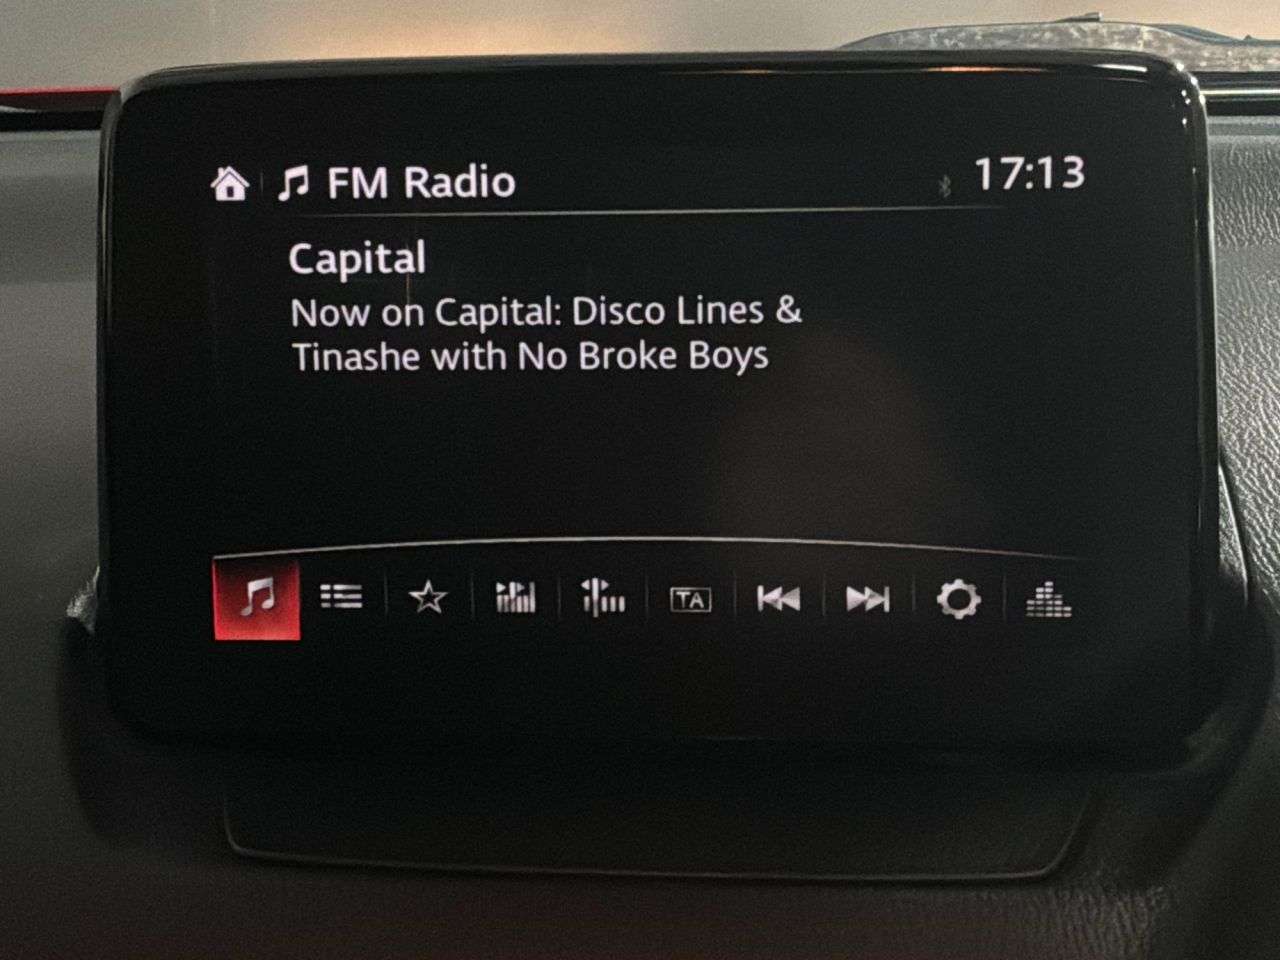 FM Radio
17:13
Capital
Now on Capital: Disco Lines &
Tinashe with No Broke Boys
TA